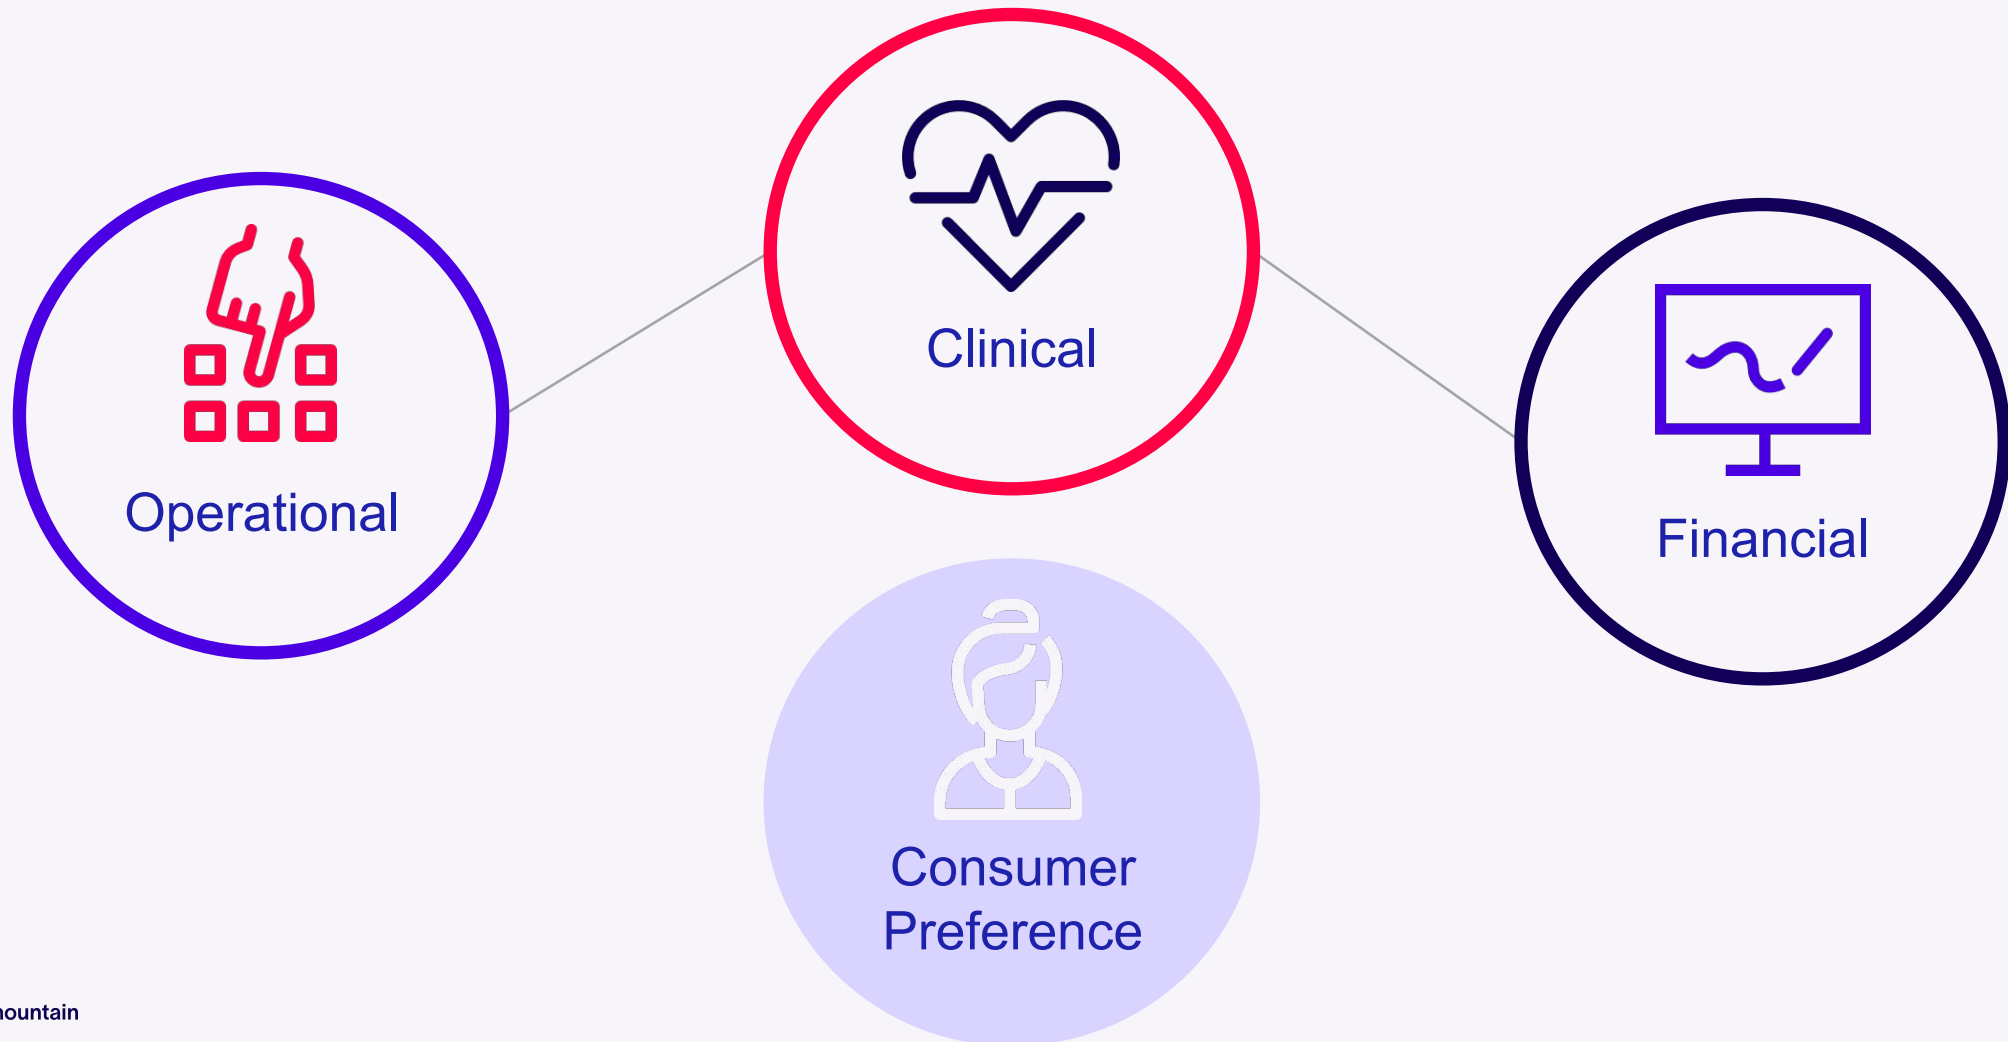 Clinical
Operational
Financial
Consumer
Preference